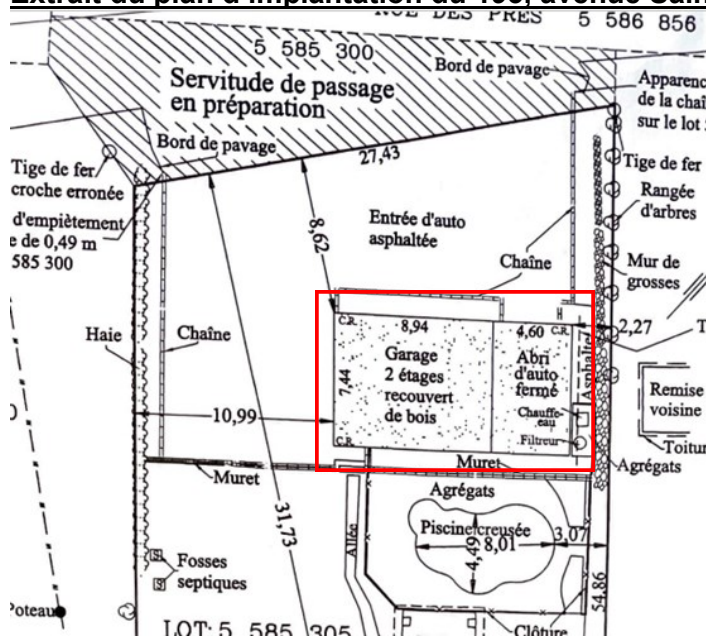 Extrait du plan d'implantation du
avenue
RUE DES PRÉS 5 586 856
5 585 300
Servitude de passage
en préparation
Bord de pavage
Apparenc
de la chaî
sur le lot
Bord de pavage
27,43
Tige de fer
croche erronée
d'empiètement
e de 0,49 m
585 300
Tige de fer
Rangée
d'arbres
8,62
Entrée d'auto
asphaltée
Chaîne
Mur de
grosses
Haie
Chaîne
C.R. 8,94 4,60 C.R. 2,27
Garage
2 étages
recouvert
de bois
7,44
Abri
d'auto
fermé
Asphalte
Chauffe-
eau
Filtreur
C.R.
Remise
voisine
Toitur
10,99
Muret
Muret
Agrégats
Agrégats
31,73
Allée
Piscine creusée
4,49 8,01
3,07
54,86
Fosses
septiques
S
S
Poteau
LOT: 5 585 305
Clôture